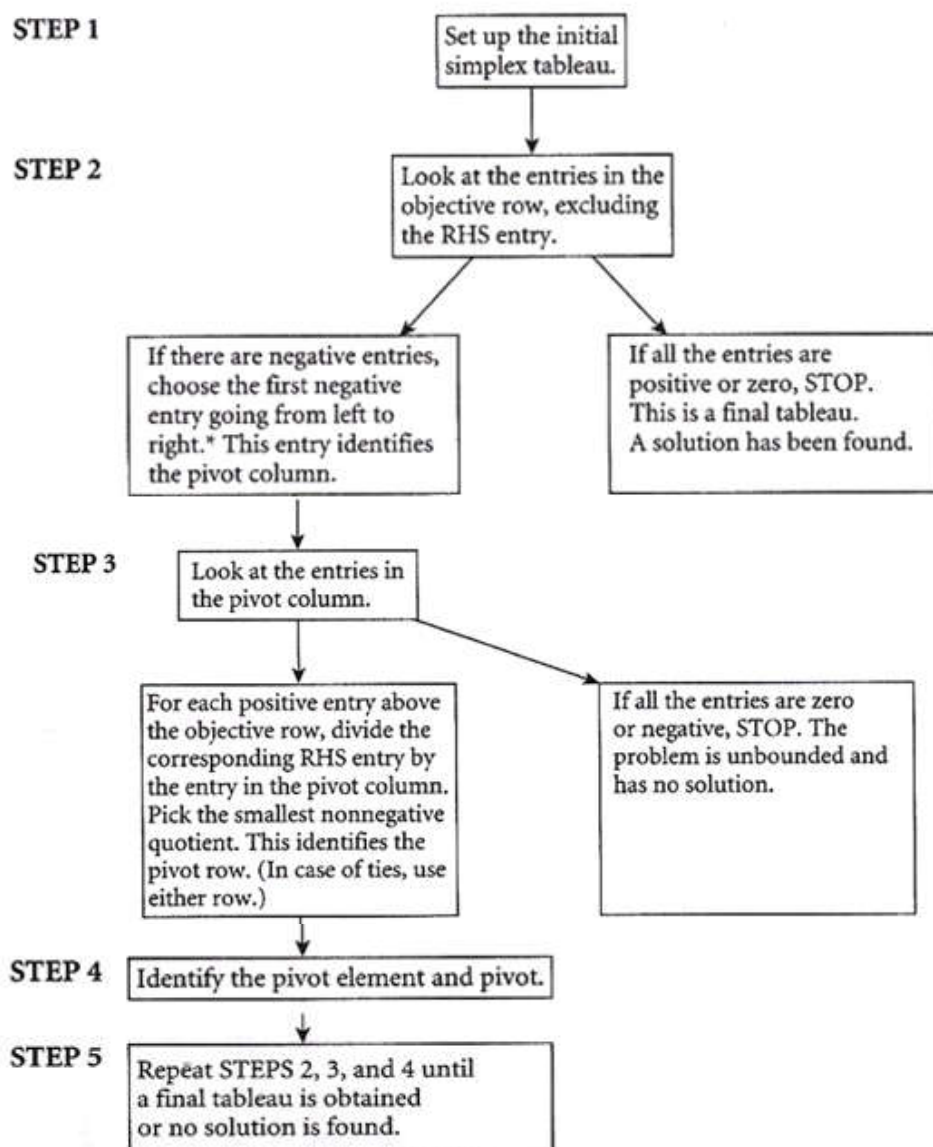 STEP 1
Set up the initial
simplex tableau.
STEP 2
Look at the entries in the
objective row, excluding
the RHS entry.
If there are negative entries,
choose the first negative
entry going from left to
right.* This entry identifies
the pivot column.
If all the entries are
positive or zero, STOP.
This is a final tableau.
A solution has been found.
STEP 3
Look at the entries in
the pivot column.
For each positive entry above
the objective row, divide the
corresponding RHS entry by
the entry in the pivot column.
Pick the smallest nonnegative
quotient. This identifies the
pivot row. (In case of ties, use
either row.)
If all the entries are zero
or negative, STOP. The
problem is unbounded and
has no solution.
STEP 4
Identify the pivot element and pivot.
STEP 5
Repeat STEPS 2, 3, and 4 until
a final tableau is obtained
or no solution is found.